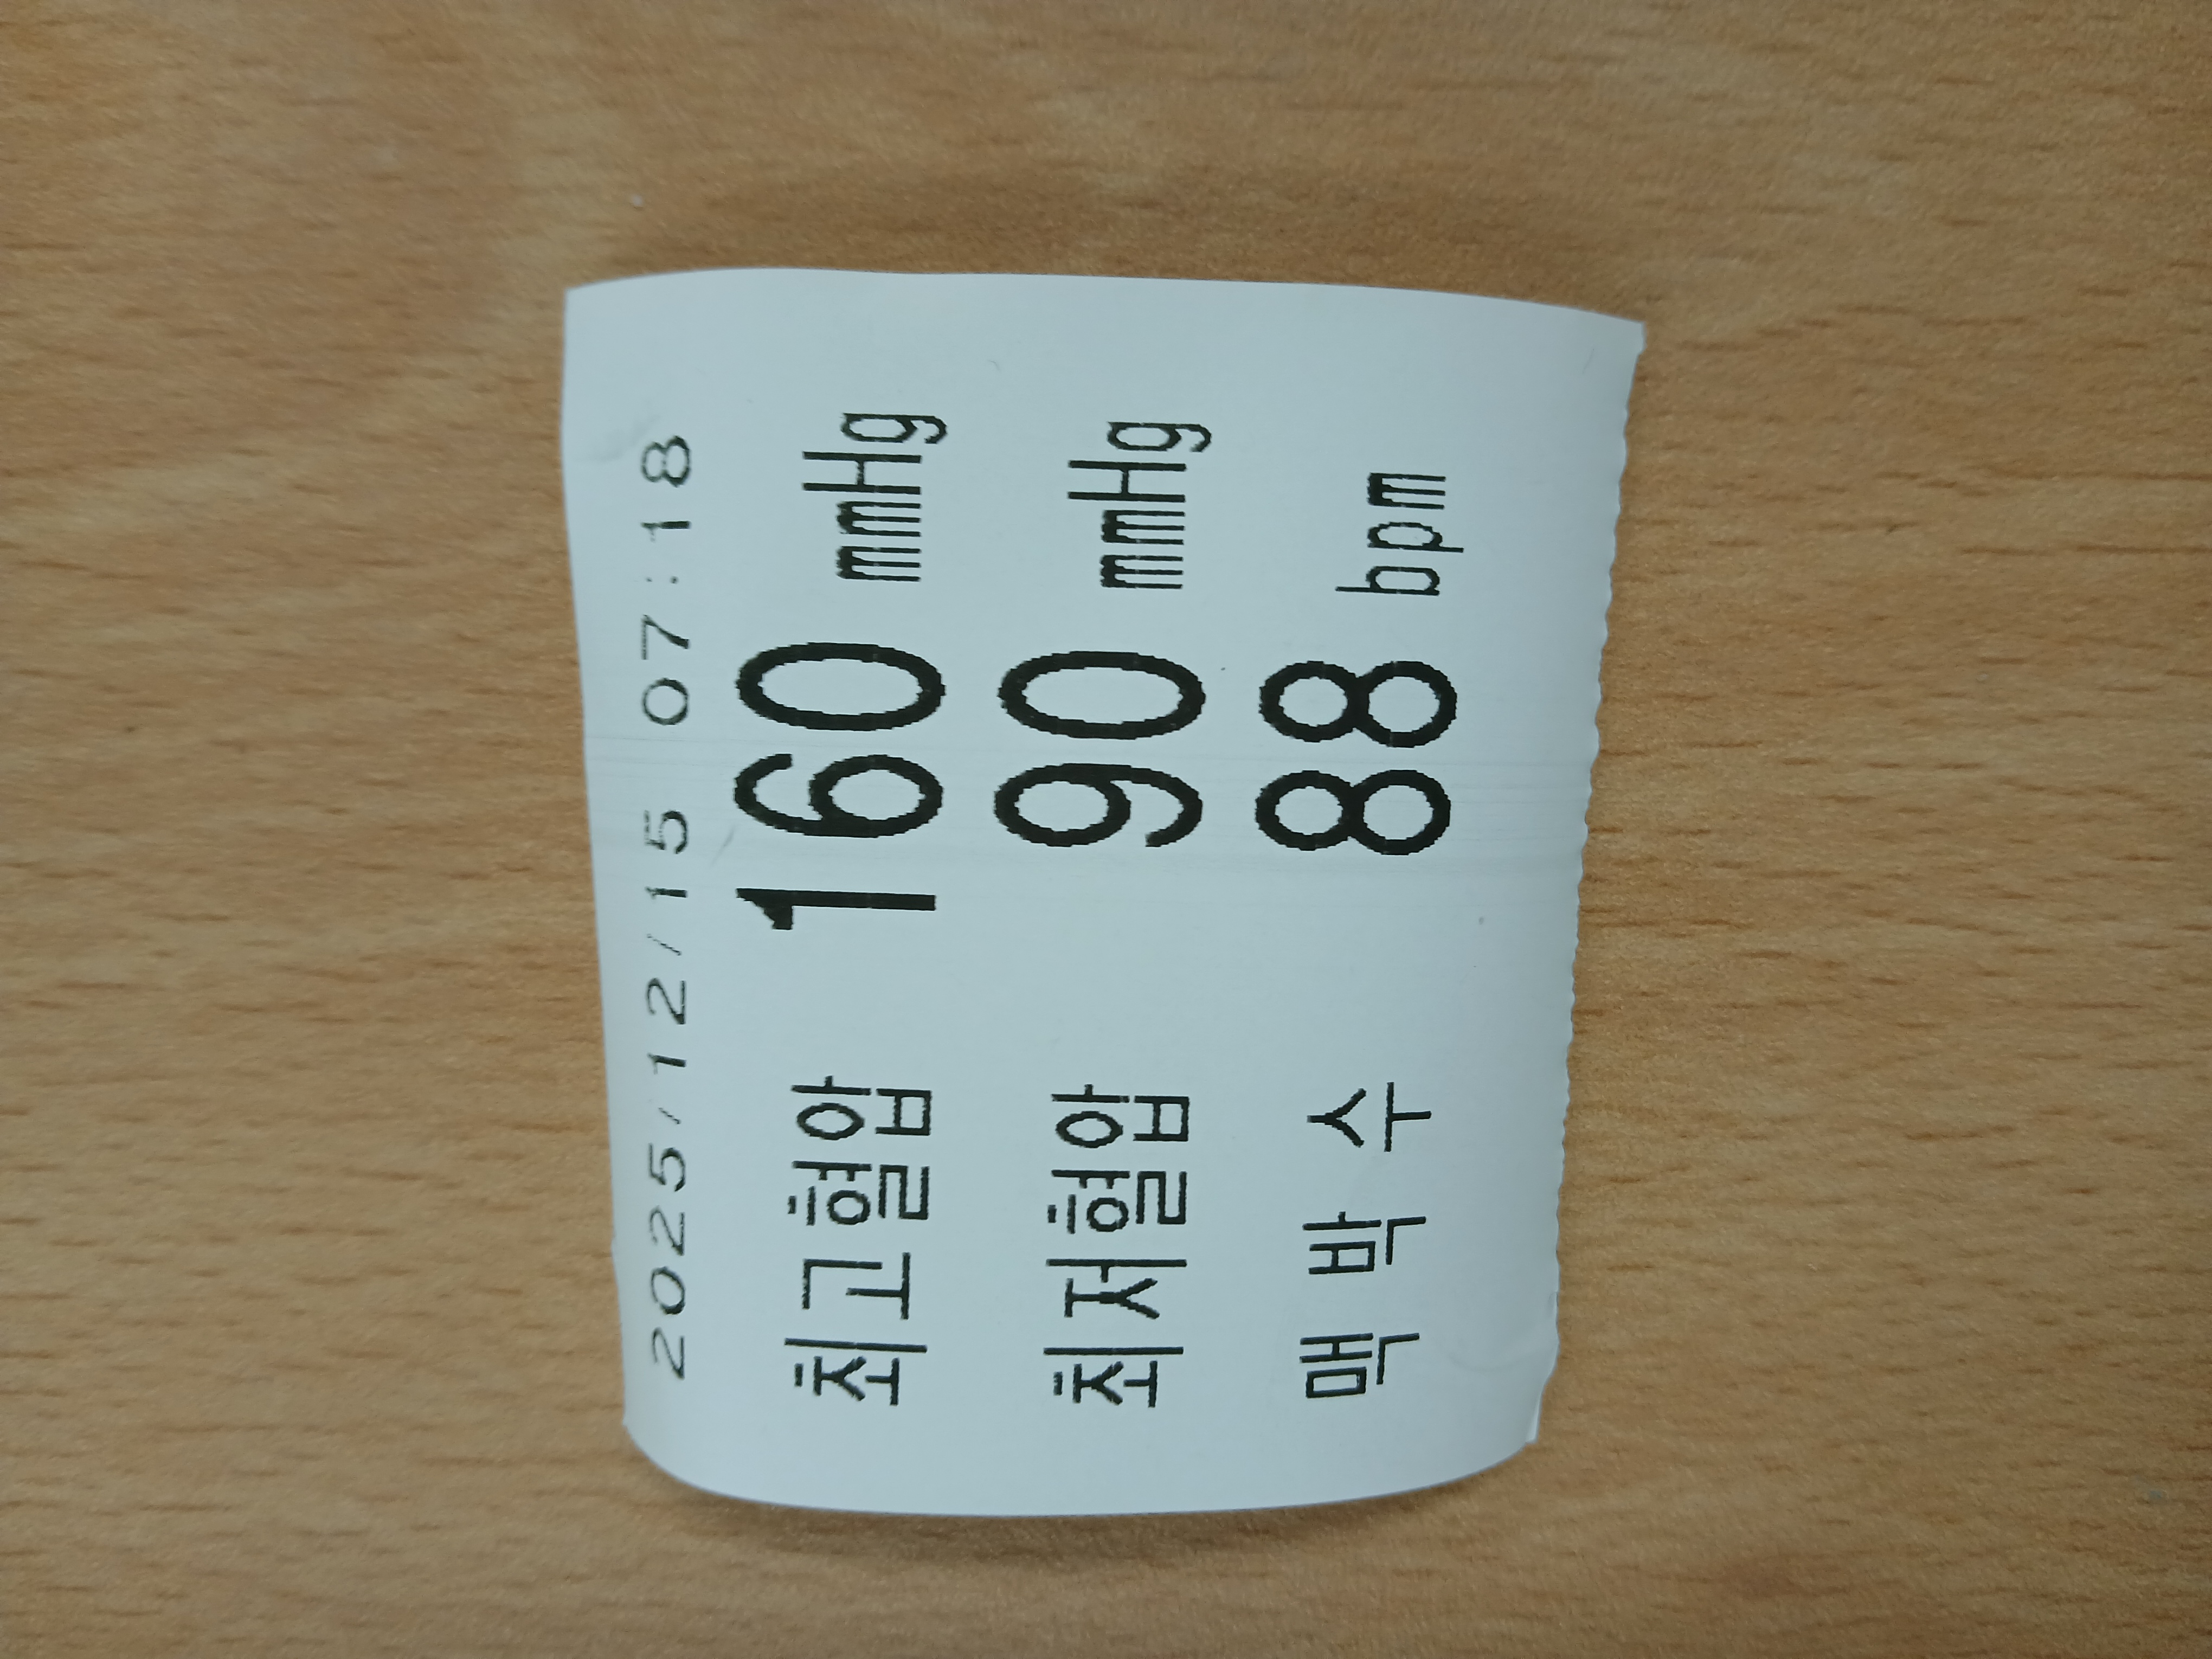 2025/12/15 07:18
최고혈압 160 mmHg
최저혈압 90 mmHg
맥 박 수 88 bpm